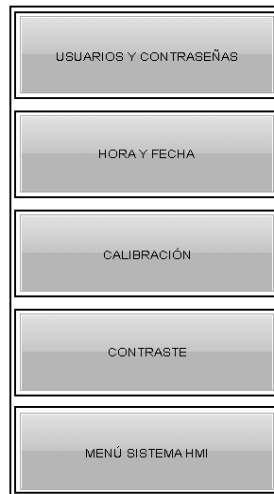 USUARIOS Y CONTRASEÑAS
HORA Y FECHA
CALIBRACIÓN
CONTRASTE
MENÚ SISTEMA HMI